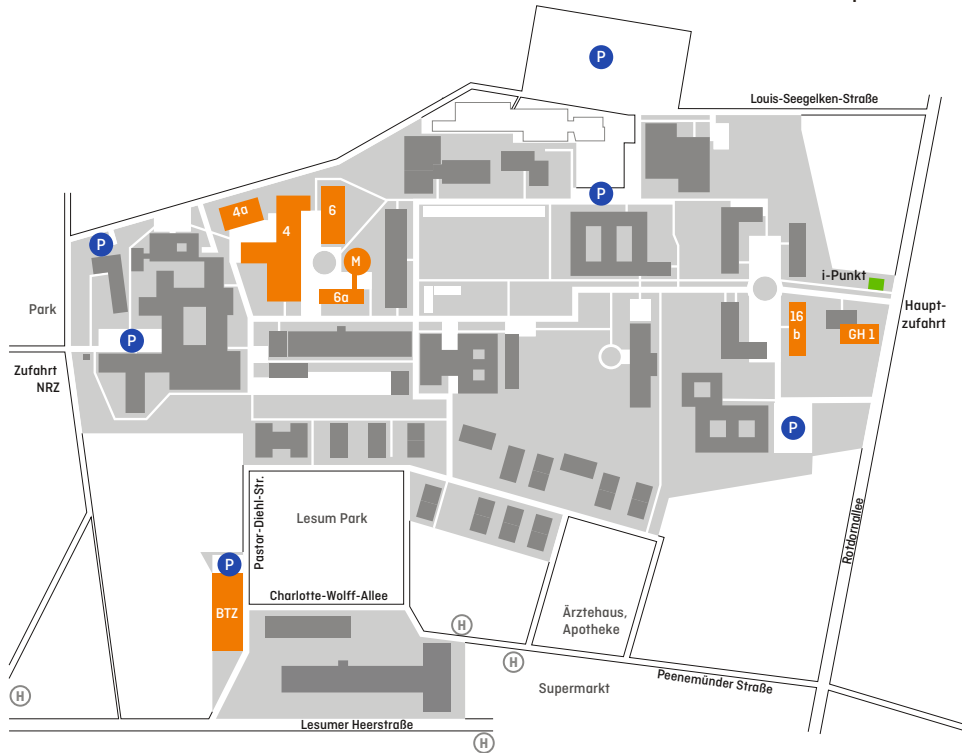 P
Louis-Seegelken-Straße
P
4a
6
4
P
M
6a
i-Punkt
Park
16
b
GH 1
Haupt-
zufahrt
P
Zufahrt
NRZ
P
Pastor-Diehl-Str.
Lesum Park
Rotdornallee
P
BTZ
Charlotte-Wolff-Allee
Ärztehaus,
Apotheke
H
H
Supermarkt
Peenemünder Straße
H
Lesumer Heerstraße
H